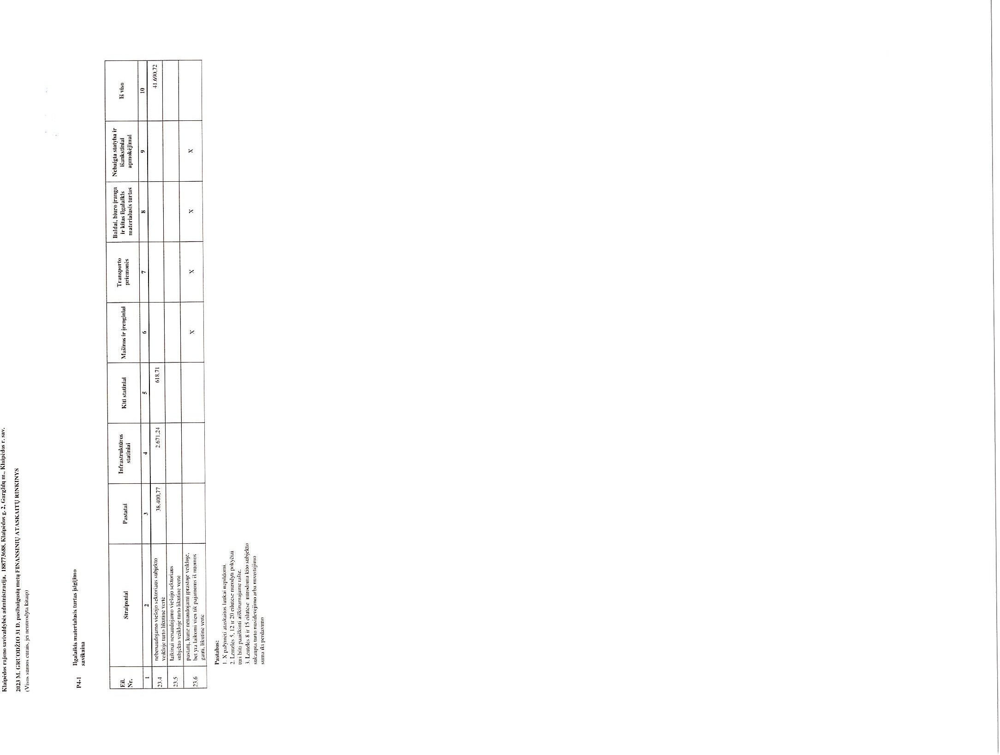 Klaipėdos rajono savivaldybės administracija, 188773688, Klaipėdos g. 2, Gargždų m., Klaipėdos r. sav.
2023 M. GRUODŽIO 31 D. pasibaigusių metų FINANSINIŲ ATASKAITŲ RINKINYS
(Visos sumos eurais, jei nenurodyta kitaip)
P4-1 Ilgalaikis materialusis turtas įsigijimo
savikaina
Eil.
Nr.
Straipsniai
Pastatai
Infrastruktūros
statiniai
Kiti statiniai
Mašinos ir įrenginiai
Transporto
priemonės
Baldai, biuro įranga
ir kitas ilgalaikis
materialusis turtas
Nebaigta statyba ir
išankstiniai
apmokėjimai
Iš viso
1 2 3 4 5 6 7 8 9 10
23.4 nebenaudojamo viešojo sektoriaus subjekto
veikloje turto likutinė vertė
38.400,77 2.671,24 618,71 41.690,72
23.5 laikinai nenaudojamo viešojo sektoriaus
subjekto veikloje turto likutinė vertė
23.6 pastatų, kurie nenaudojami įprastoje veikloje,
bet yra laikomi vien tik pajamoms iš nuomos
gauti, likutinė vertė
X X X X
Pastabos:
1. X pažymėti ataskaitos laukai nepildomi.
2. Lentelės 5, 12 ir 20 eilutėse nurodyti pokyčiai
turi būti paaiškinti aiškinamajame rašte.
3. Lentelės 8 ir 15 eilutėse nurodoma kito subjekto
sukaupta turto nusidėvėjimo arba nuvertėjimo
suma iki perdavimo